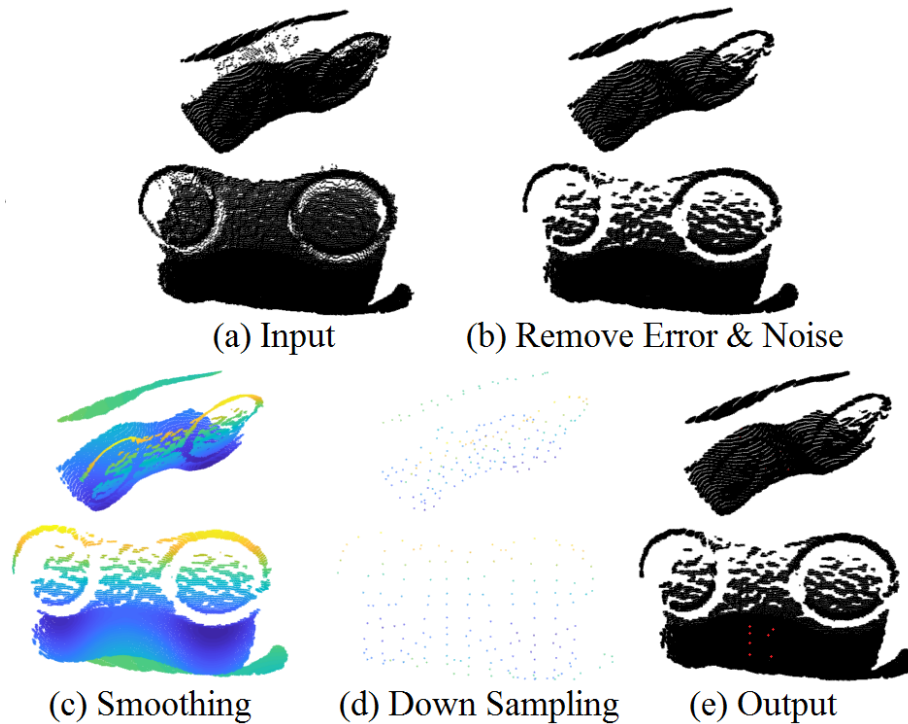 (a) Input
(b) Remove Error & Noise
(c) Smoothing
(d) Down Sampling
(e) Output